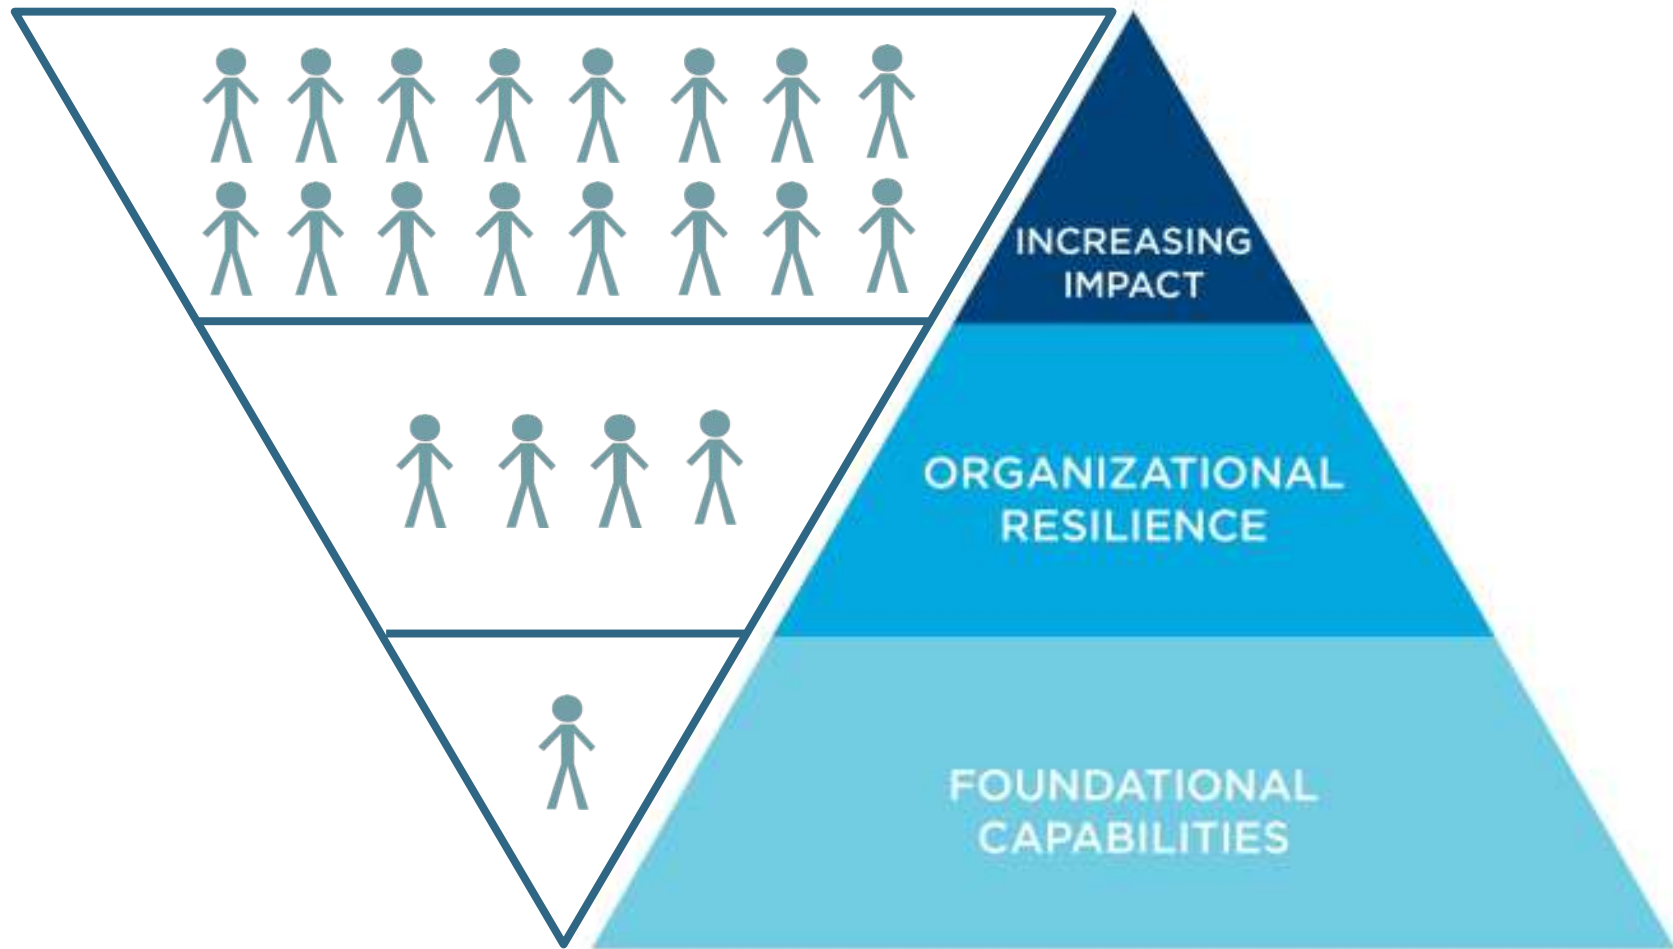 INCREASING
IMPACT
ORGANIZATIONAL
RESILIENCE
FOUNDATIONAL
CAPABILITIES